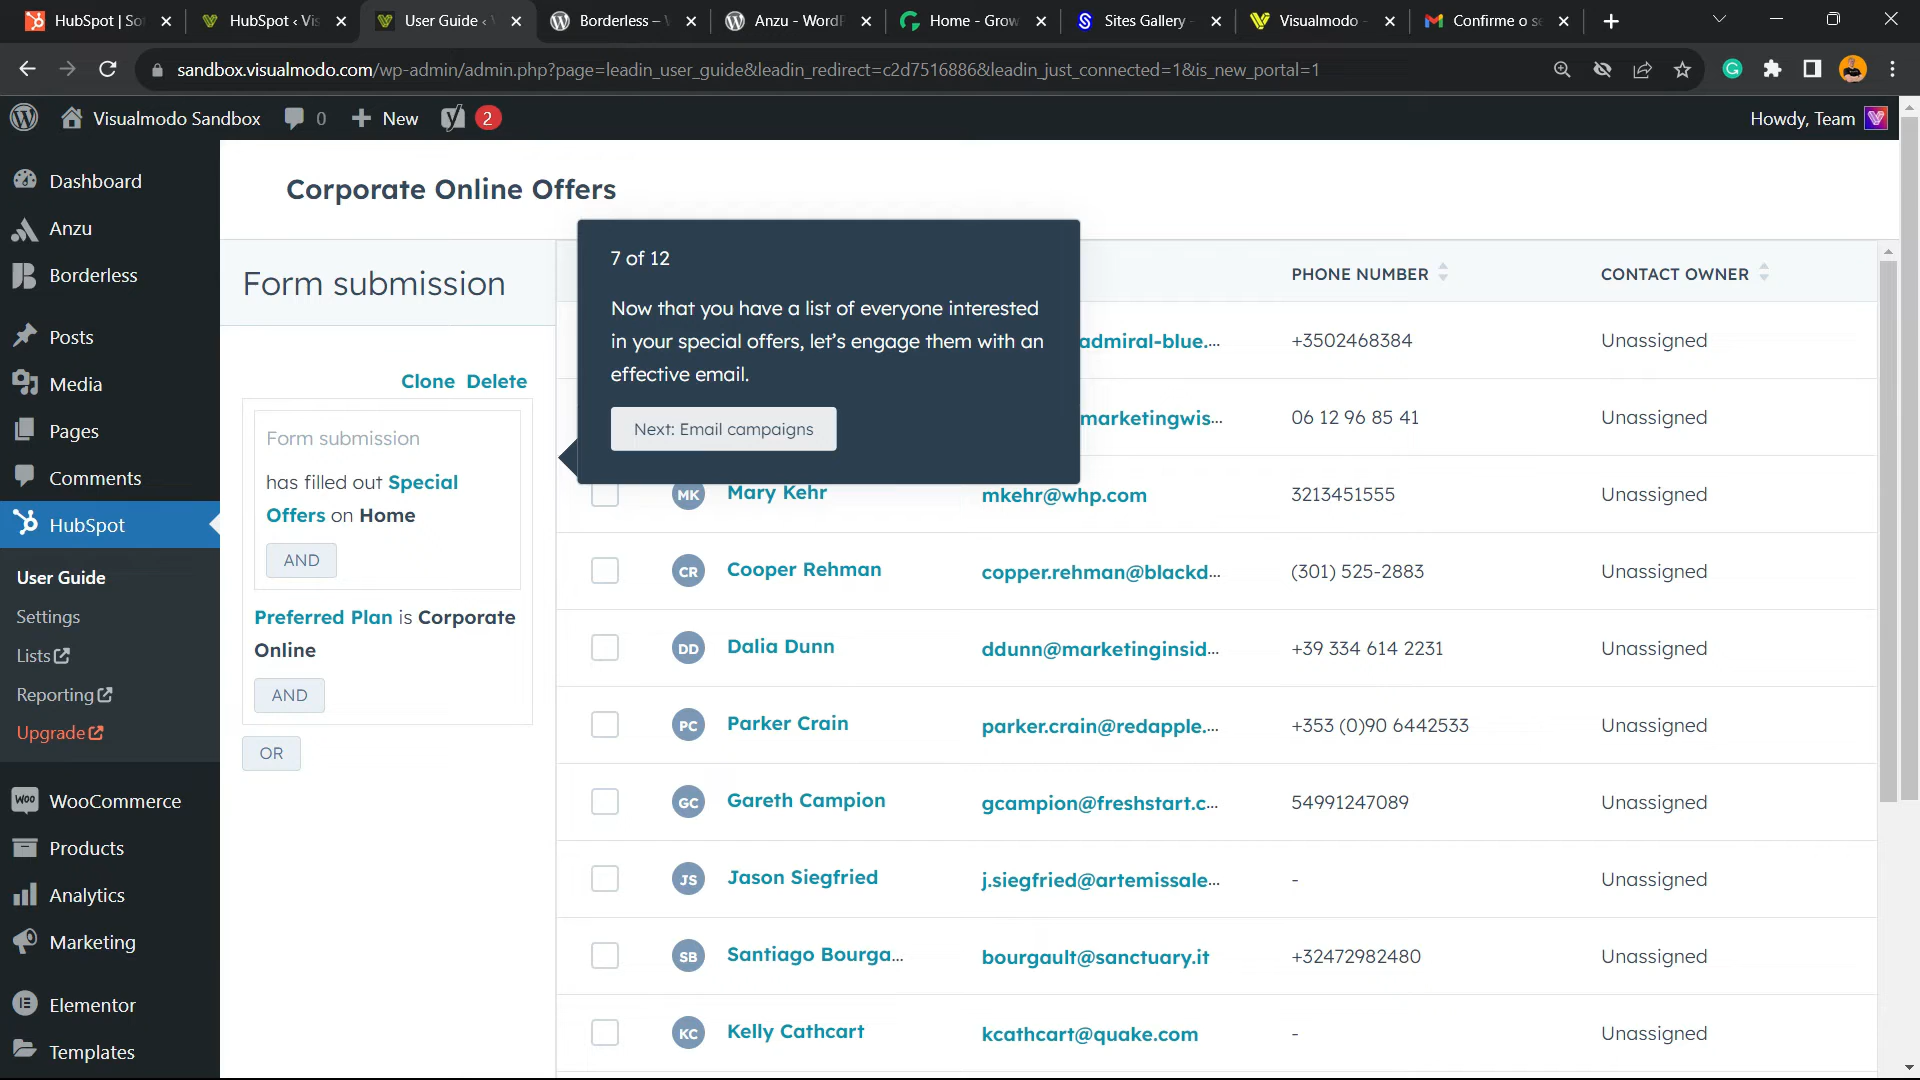 HubSpot | So
HubSpot ‹ Vis
User Guide ‹
Borderless –
Anzu - WordP
Home - Grow
Sites Gallery -
Visualmodo -
Confirme o se
sandbox.visualmodo.com/wp-admin/admin.php?page=leadin_user_guide&leadin_redirect=c2d7516886&leadin_just_connected=1&is_new_portal=1
Visualmodo Sandbox
0
New
2
Howdy, Team
Dashboard
Anzu
Borderless
Posts
Media
Pages
Comments
HubSpot
User Guide
Settings
Lists
Reporting
Upgrade
WooCommerce
Products
Analytics
Marketing
Elementor
Templates
Corporate Online Offers
Form submission
Clone Delete
Form submission
has filled out Special
Offers on Home
AND
Preferred Plan is Corporate
Online
AND
OR
7 of 12
Now that you have a list of everyone interested
in your special offers, let's engage them with an
effective email.
Next: Email campaigns
PHONE NUMBER CONTACT OWNER
admiral-blue.... +3502468384 Unassigned
marketingwis... 06 12 96 85 41 Unassigned
MK Mary Kehr mkehr@whp.com 3213451555 Unassigned
CR Cooper Rehman copper.rehman@blackd... (301) 525-2883 Unassigned
DD Dalia Dunn ddunn@marketinginsid... +39 334 614 2231 Unassigned
PC Parker Crain parker.crain@redapple.... +353 (0)90 6442533 Unassigned
GC Gareth Campion gcampion@freshstart.c... 54991247089 Unassigned
JS Jason Siegfried j.siegfried@artemissale... - Unassigned
SB Santiago Bourga... bourgault@sanctuary.it +32472982480 Unassigned
KC Kelly Cathcart kcathcart@quake.com - Unassigned